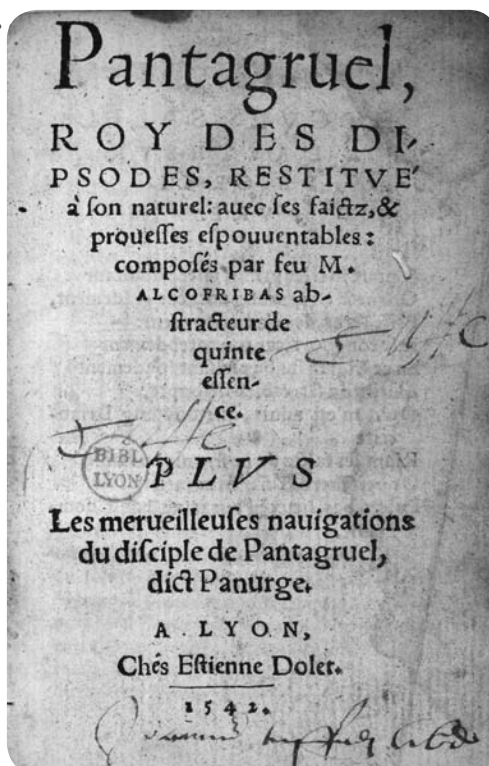 Pantagruel,
ROY DES DI-
PSODES, RESTITVE'
à ſon naturel: auec ſes faictz, &
proueſſes eſpouuentables:
compoſés par feu M.
ALCOFRIBAS ab-
ſtracteur de
quinte
eſſen-
ce.
BIBL
LYON
PLVS
Les merueilleuſes nauigations
du diſciple de Pantagruel,
dict Panurge.
A. LYON,
Chés Eſtienne Dolet.
1542.